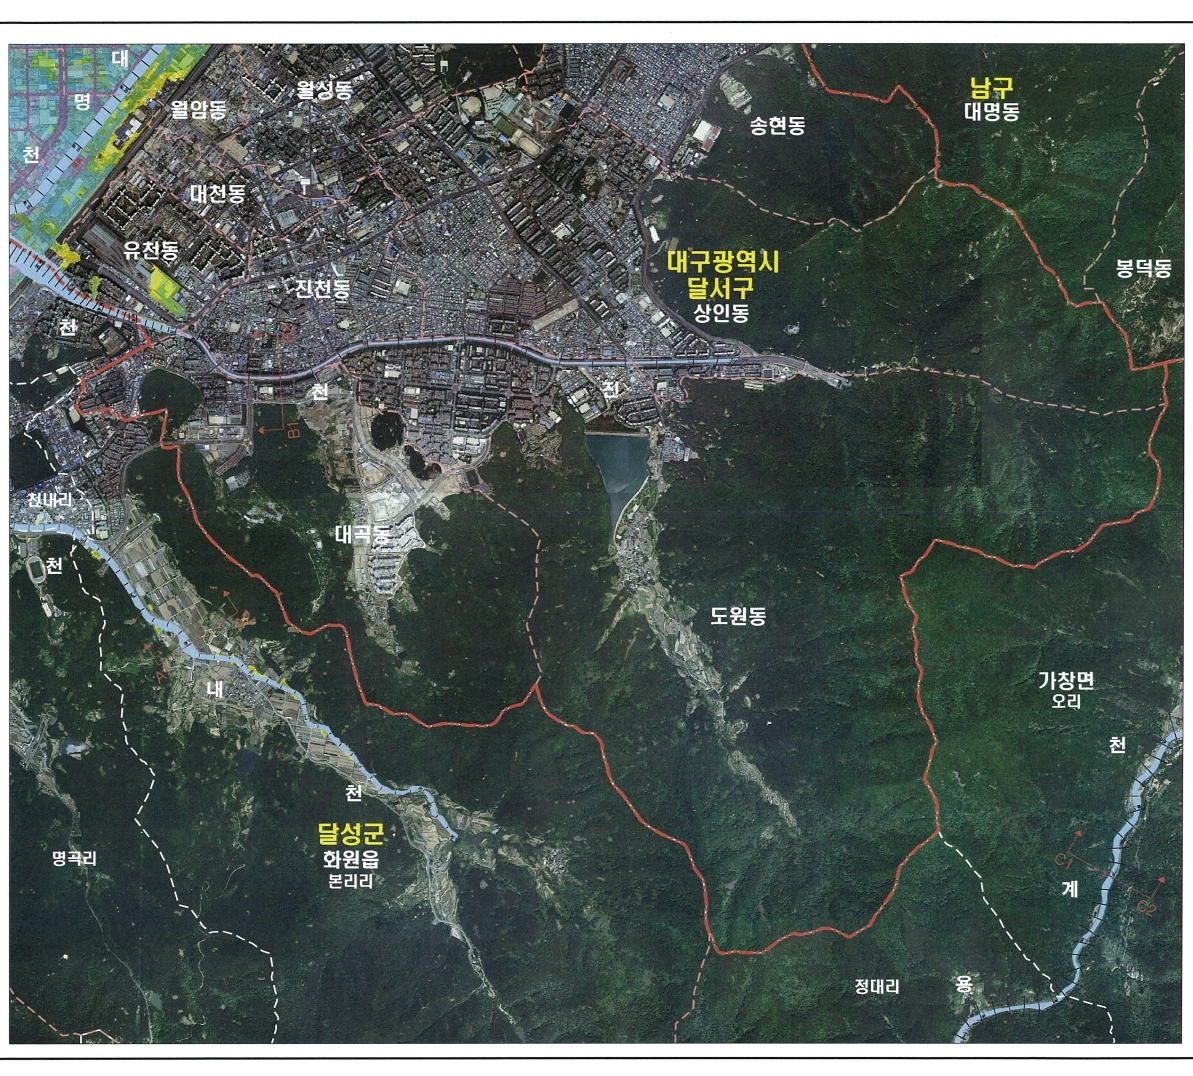 대
명
천
월암동
월성동
송현동
남구
대명동
대천동
유천동
진천동
대구광역시
달서구
상인동
봉덕동
천
천
진
B1
천내리
천
대곡동
도원동
내
가창면
오리
천
천
달성군
화원읍
본리리
명곡리
C1
C2
계
정대리
용